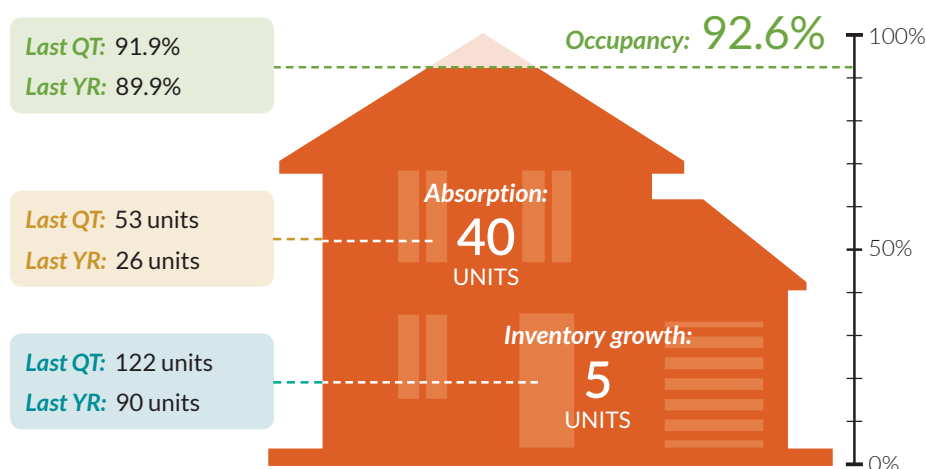 Last QT: 91.9%
Last YR: 89.9%
Occupancy: 92.6%
100%
Last QT: 53 units
Last YR: 26 units
Absorption:
40
UNITS
50%
Last QT: 122 units
Last YR: 90 units
Inventory growth:
5
UNITS
0%